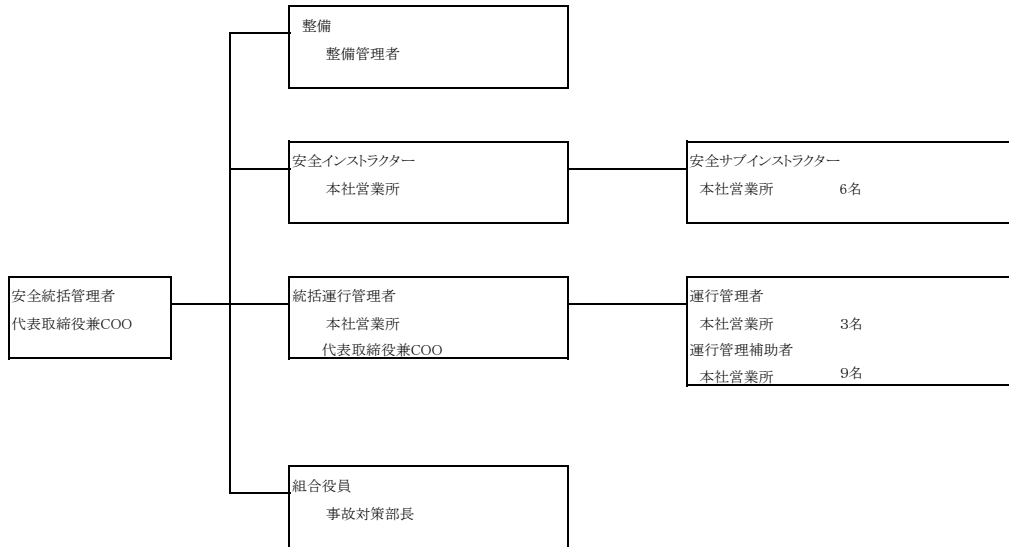 整備
整備管理者
安全インストラクター
本社営業所
安全サブインストラクター
本社営業所 6名
安全統括管理者
代表取締役兼COO
統括運行管理者
本社営業所
代表取締役兼COO
運行管理者
本社営業所 3名
運行管理補助者
本社営業所 9名
組合役員
事故対策部長